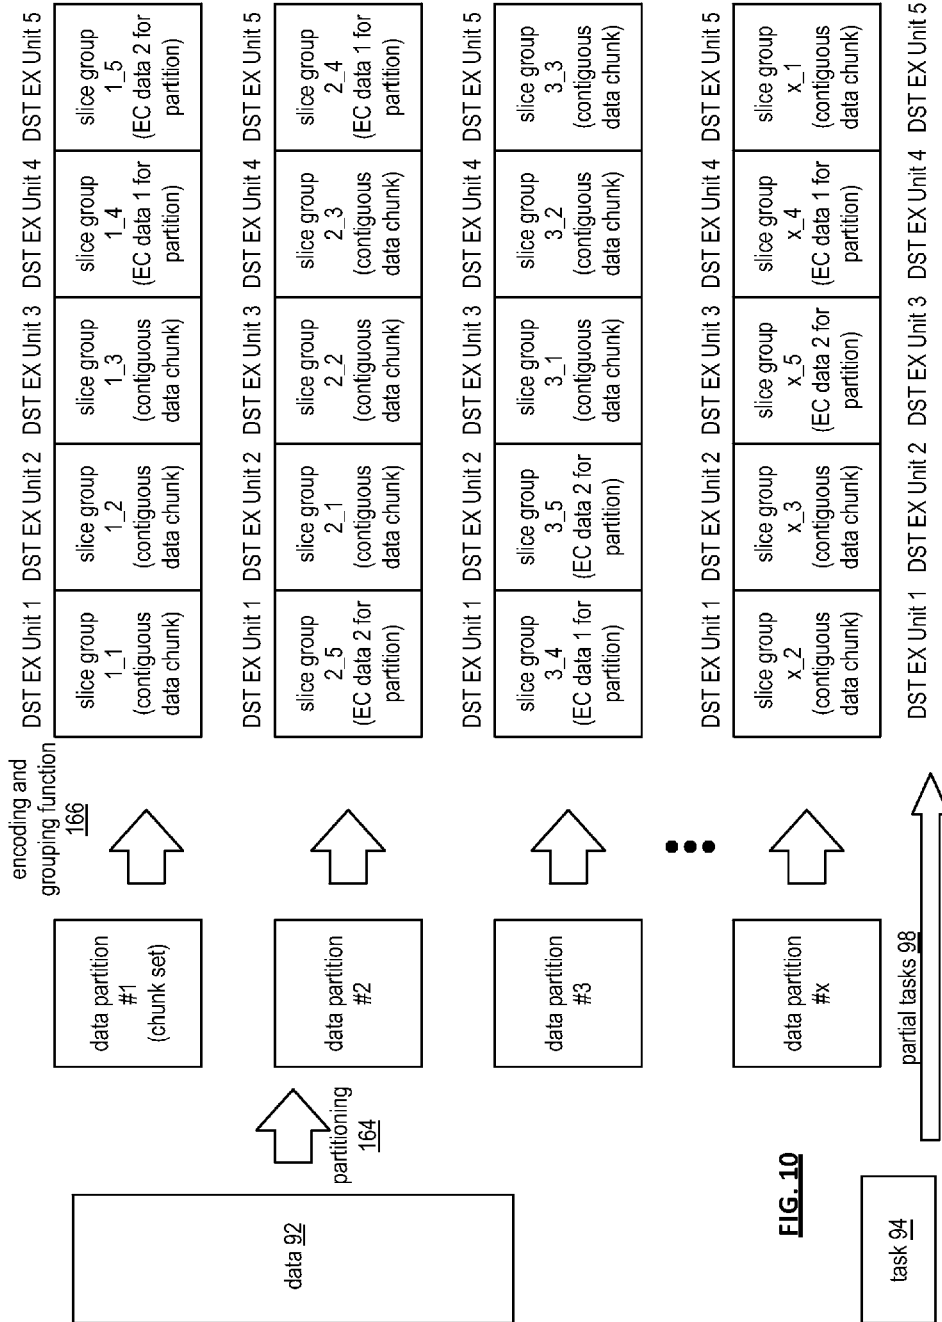 data 92
partitioning
164
data partition
#1
(chunk set)
data partition
#2
data partition
#3
data partition
#x
encoding and
grouping function
166
DST EX Unit 1
DST EX Unit 2
DST EX Unit 3
DST EX Unit 4
DST EX Unit 5
slice group
1_1
(contiguous
data chunk)
slice group
1_2
(contiguous
data chunk)
slice group
1_3
(contiguous
data chunk)
slice group
1_4
(EC data 1 for
partition)
slice group
1_5
(EC data 2 for
partition)
DST EX Unit 1
DST EX Unit 2
DST EX Unit 3
DST EX Unit 4
DST EX Unit 5
slice group
2_5
(EC data 2 for
partition)
slice group
2_1
(contiguous
data chunk)
slice group
2_2
(contiguous
data chunk)
slice group
2_3
(contiguous
data chunk)
slice group
2_4
(EC data 1 for
partition)
DST EX Unit 1
DST EX Unit 2
DST EX Unit 3
DST EX Unit 4
DST EX Unit 5
slice group
3_4
(EC data 1 for
partition)
slice group
3_5
(EC data 2 for
partition)
slice group
3_1
(contiguous
data chunk)
slice group
3_2
(contiguous
data chunk)
slice group
3_3
(contiguous
data chunk)
DST EX Unit 1
DST EX Unit 2
DST EX Unit 3
DST EX Unit 4
DST EX Unit 5
slice group
x_2
(contiguous
data chunk)
slice group
x_3
(contiguous
data chunk)
slice group
x_5
(EC data 2 for
partition)
slice group
x_4
(EC data 1 for
partition)
slice group
x_1
(contiguous
data chunk)
FIG. 10
task 94
partial tasks 98
DST EX Unit 1
DST EX Unit 2
DST EX Unit 3
DST EX Unit 4
DST EX Unit 5